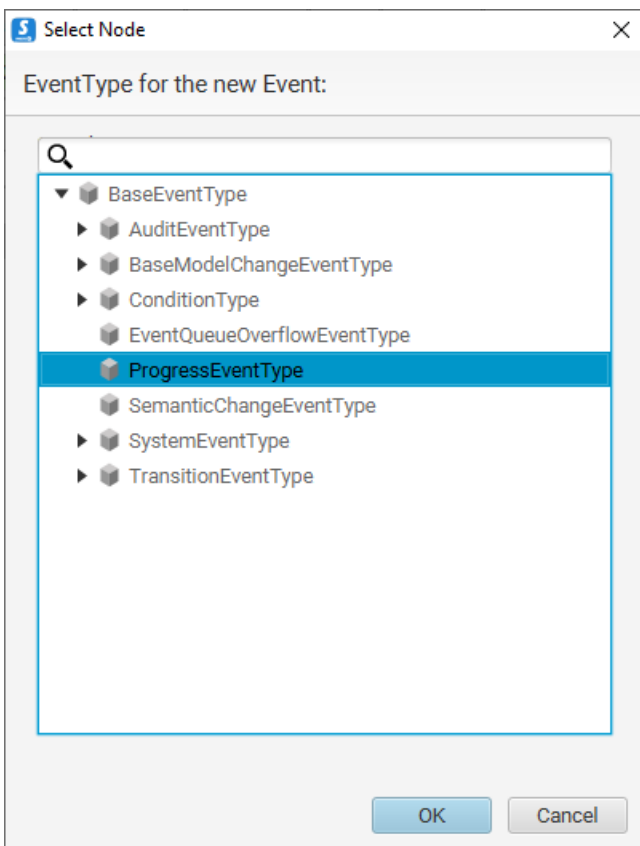 Select Node
EventType for the new Event:
BaseEventType
AuditEventType
BaseModelChangeEventType
ConditionType
EventQueueOverflowEventType
ProgressEventType
SemanticChangeEventType
SystemEventType
TransitionEventType
OK Cancel